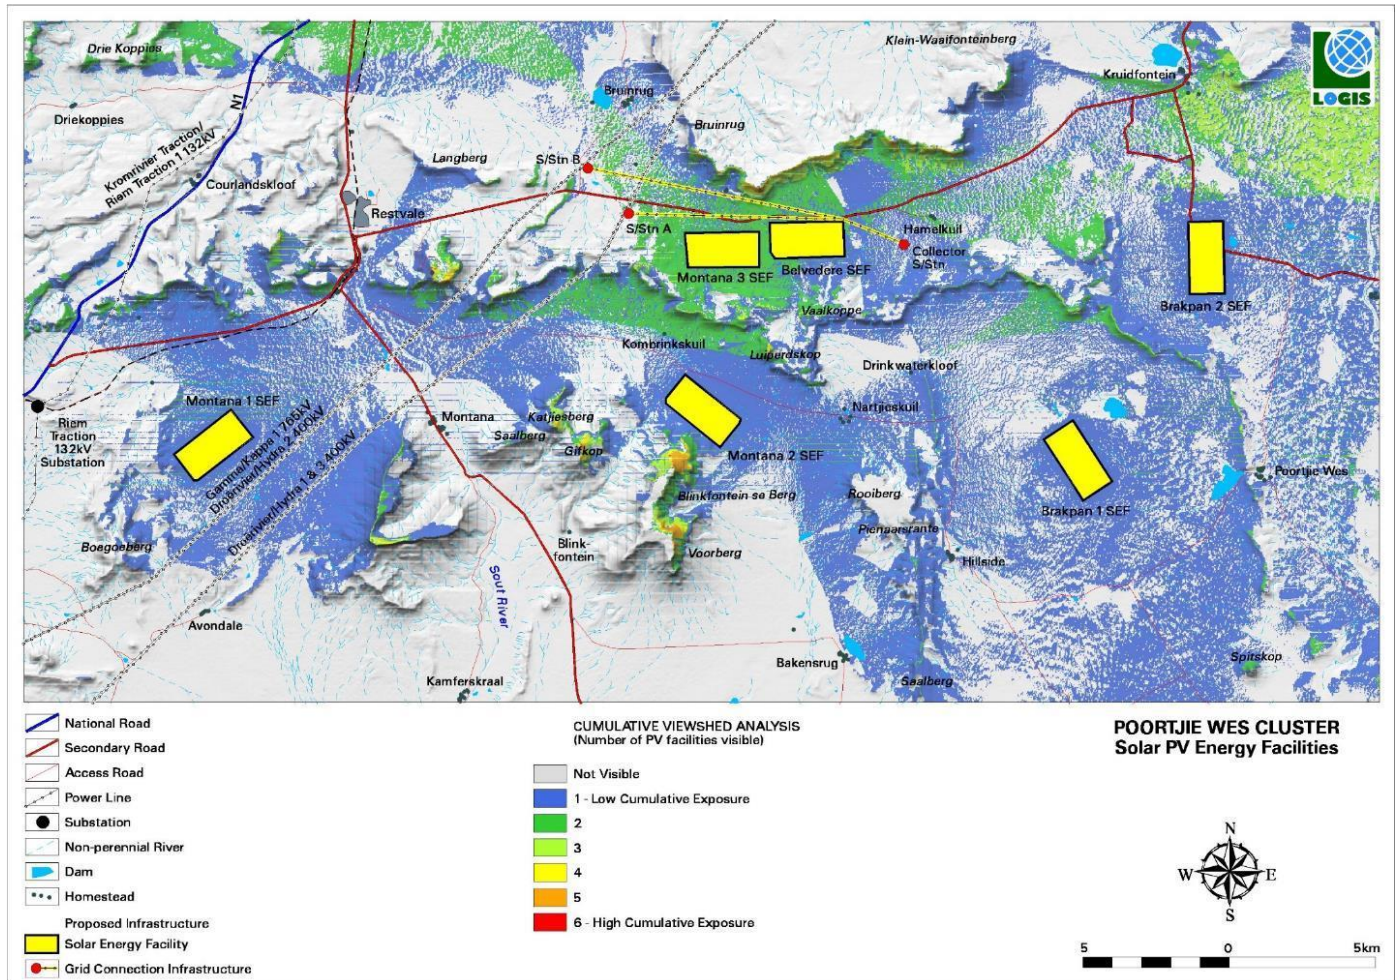 Drie Koppies
Klein-Waaifonteinberg
Kruidfontein
LOGIS
N1
Driekoppies
Bruinrug
Bruinrug
Kromrivier Traction/
Riem Traction 1 132kV
Langberg
S/Stn B
Courlandskloof
Restvale
S/Stn A
Hamelkuil
Collector
S/Stn
Montana 3 SEF
Belvedere SEF
Brakpan 2 SEF
Vaalkoppe
Kombrinkskuil
Luiperdskop
Drinkwaterkloof
Montana 1 SEF
Riem
Traction
132kV
Substation
Gamma/Kappa 1 765kV
Droërivier/Hydra 2 400kV
Droërivier/Hydra 1 & 3 400kV
Montana
Katjiesberg
Saalberg
Gifkop
Nartjieskuil
Montana 2 SEF
Poortjie Wes
Blinkfontein se Berg
Rooiberg
Brakpan 1 SEF
Pienaarsrante
Boegoeberg
Blink-
fontein
Voorberg
Hillside
Sout River
Avondale
Bakensrug
Spitskop
Kamferskraal
Saalberg
National Road
Secondary Road
Access Road
Power Line
Substation
Non-perennial River
Dam
Homestead
Proposed Infrastructure
Solar Energy Facility
Grid Connection Infrastructure
CUMULATIVE VIEWSHED ANALYSIS
(Number of PV facilities visible)
Not Visible
1 - Low Cumulative Exposure
2
3
4
5
6 - High Cumulative Exposure
POORTJIE WES CLUSTER
Solar PV Energy Facilities
N
W E
S
5 0 5km